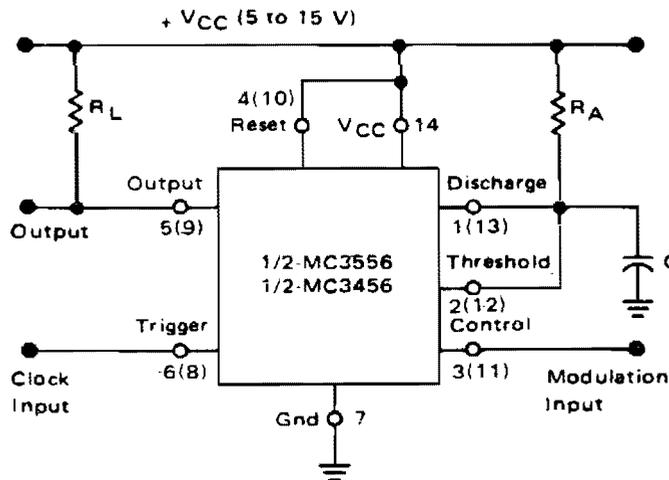 + VCC (5 to 15 V)
RL
4(10)
Reset
VCC
14
RA
Output
Output
5(9)
Discharge
1(13)
1/2-MC3556
1/2-MC3456
Threshold
2(12)
C
Trigger
6(8)
Clock
Input
Control
3(11)
Modulation
Input
Gnd
7